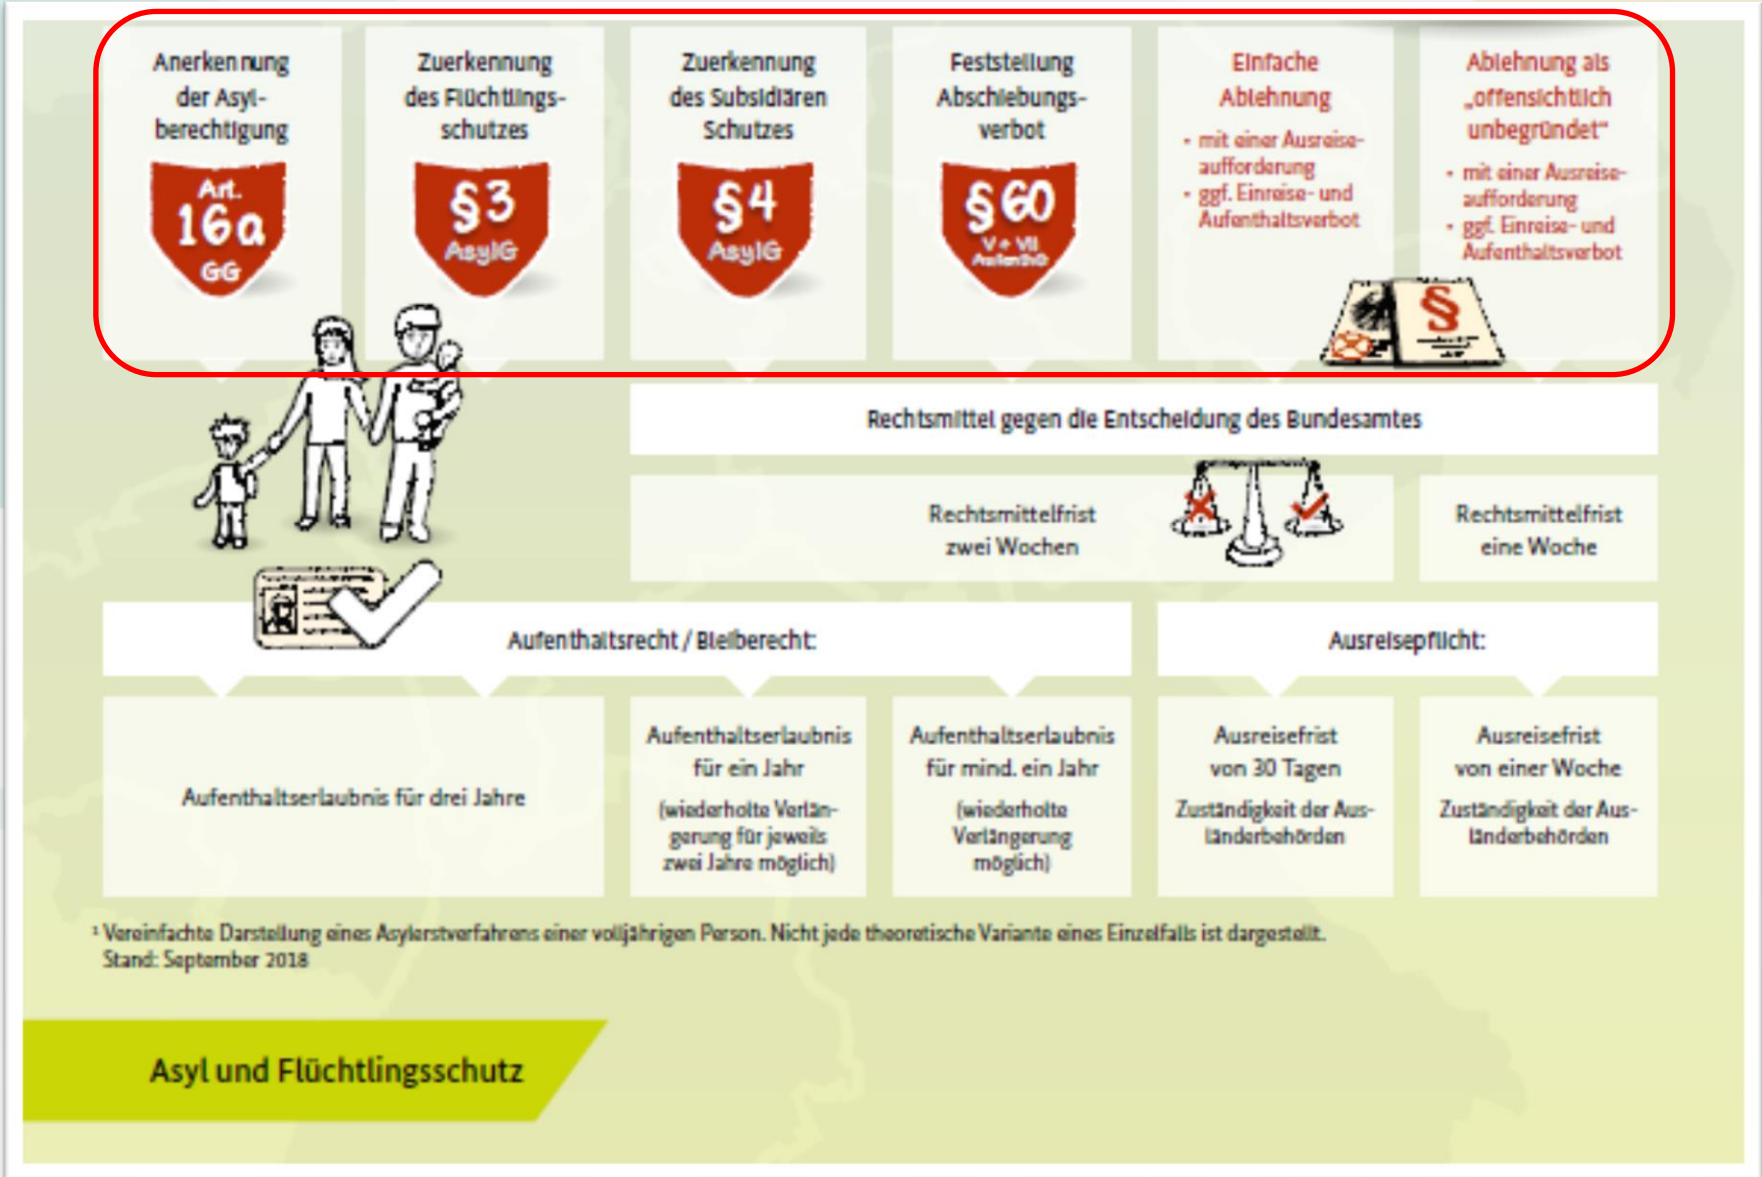 Anerkennung
der Asyl-
berechtigung
Art.
16a
GG
Zuerkennung
des Flüchtlings-
schutzes
§3
AsylG
Zuerkennung
des Subsidiären
Schutzes
§4
AsylG
Feststellung
Abschiebungs-
verbot
§60
V + VII
AufenthG
Einfache
Ablehnung
• mit einer Ausreise-
aufforderung
• ggf. Einreise- und
Aufenthaltsverbot
Ablehnung als
„offensichtlich
unbegründet“
• mit einer Ausreise-
aufforderung
• ggf. Einreise- und
Aufenthaltsverbot
§
Rechtsmittel gegen die Entscheidung des Bundesamtes
Rechtsmittelfrist
zwei Wochen
Rechtsmittelfrist
eine Woche
Aufenthaltsrecht / Bleiberecht:
Ausreisepflicht:
Aufenthaltserlaubnis für drei Jahre
Aufenthaltserlaubnis
für ein Jahr
(wiederholte Verlän-
gerung für jeweils
zwei Jahre möglich)
Aufenthaltserlaubnis
für mind. ein Jahr
(wiederholte
Verlängerung
möglich)
Ausreisefrist
von 30 Tagen
Zuständigkeit der Aus-
länderbehörden
Ausreisefrist
von einer Woche
Zuständigkeit der Aus-
länderbehörden
¹ Vereinfachte Darstellung eines Asylerstverfahrens einer volljährigen Person. Nicht jede theoretische Variante eines Einzelfalls ist dargestellt.
Stand: September 2018
Asyl und Flüchtlingsschutz